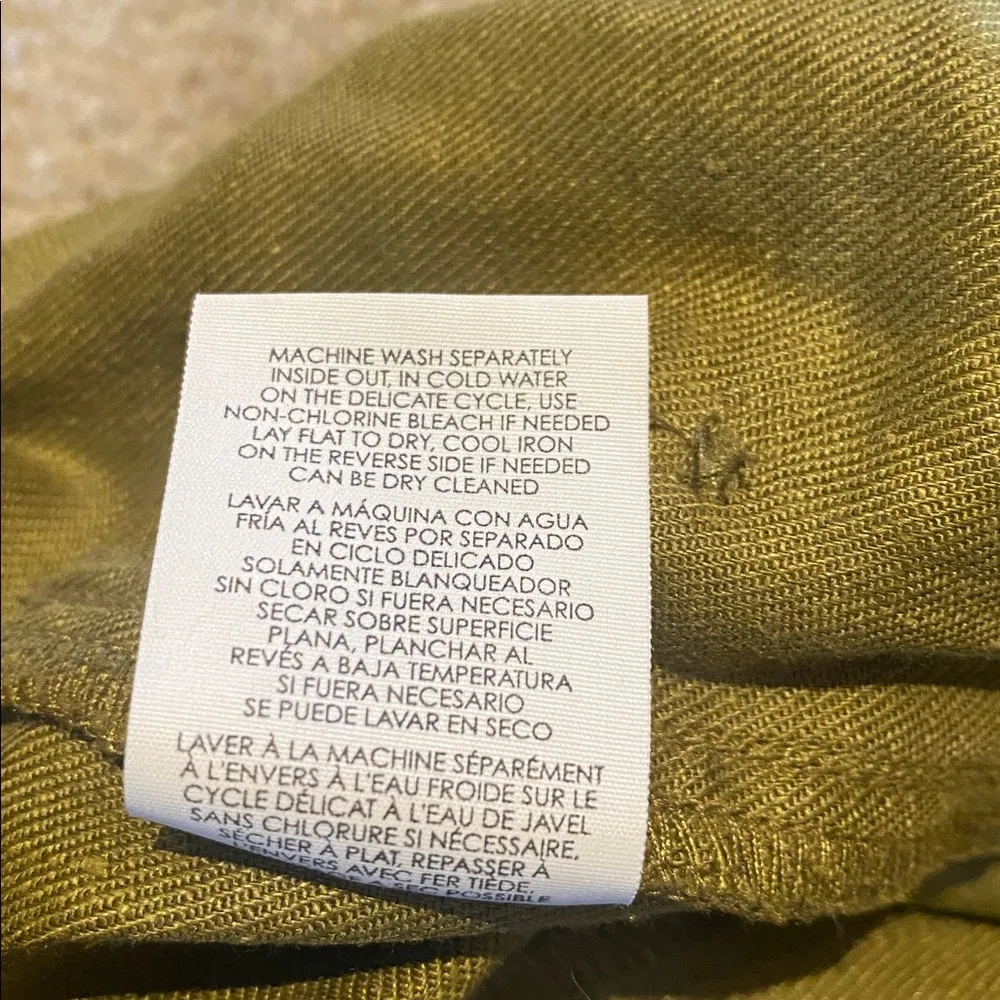 MACHINE WASH SEPARATELY
INSIDE OUT, IN COLD WATER
ON THE DELICATE CYCLE, USE
NON-CHLORINE BLEACH IF NEEDED
LAY FLAT TO DRY, COOL IRON
ON THE REVERSE SIDE IF NEEDED
CAN BE DRY CLEANED
LAVAR A MÁQUINA CON AGUA
FRÍA AL REVES POR SEPARADO
EN CICLO DELICADO
SOLAMENTE BLANQUEADOR
SIN CLORO SI FUERA NECESARIO
SECAR SOBRE SUPERFICIE
PLANA, PLANCHAR AL
REVÉS A BAJA TEMPERATURA
SI FUERA NECESARIO
SE PUEDE LAVAR EN SECO
LAVER À LA MACHINE SÉPARÉMENT
À L'ENVERS À L'EAU FROIDE SUR LE
CYCLE DÉLICAT À L'EAU DE JAVEL
SANS CHLORURE SI NÉCESSAIRE,
SÉCHER À PLAT, REPASSER À
L'ENVERS AVEC FER TIÈDE,
A SEC POSSIBLE